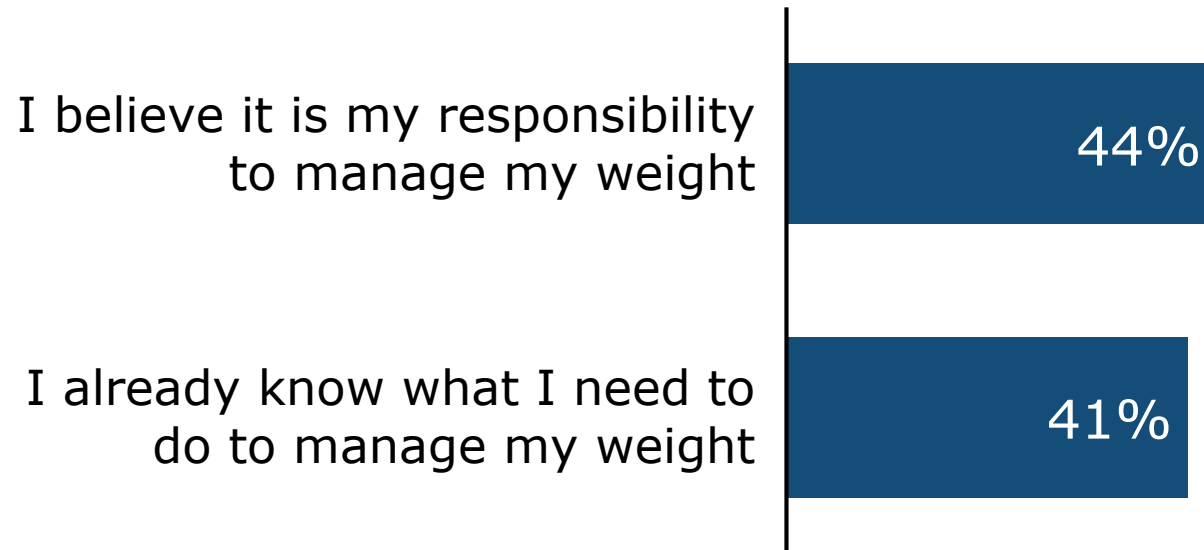 I believe it is my responsibility
to manage my weight
44%
I already know what I need to
do to manage my weight
41%